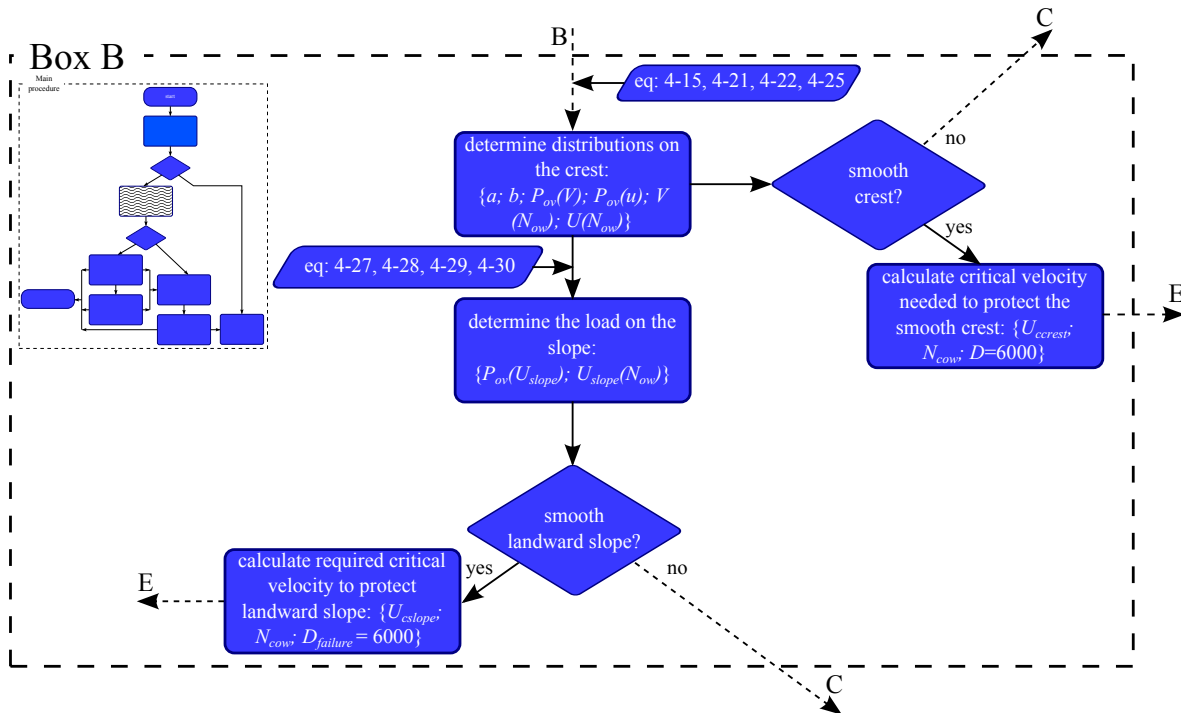 Box B
Main
procedure
start
B
eq: 4-15, 4-21, 4-22, 4-25
C
no
determine distributions on
the crest:
{a; b; Pov(V); Pov(u); V
(Now); U(Now)}
smooth
crest?
yes
eq: 4-27, 4-28, 4-29, 4-30
calculate critical velocity
needed to protect the
smooth crest: {Uccrest;
Ncow; D=6000}
E
determine the load on the
slope:
{Pov(Uslope); Uslope(Now)}
smooth
landward slope?
yes
no
calculate required critical
velocity to protect
landward slope: {Ucslope;
Ncow; Dfailure = 6000}
E
C